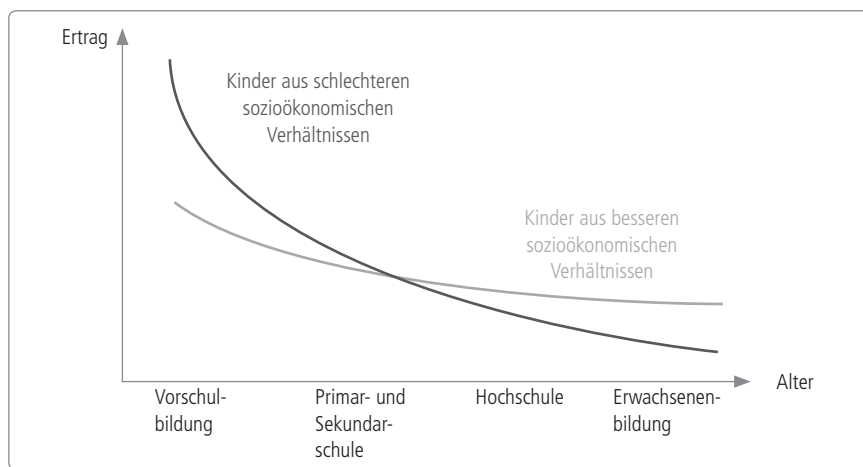 Ertrag
Kinder aus schlechteren
sozioökonomischen
Verhältnissen
Kinder aus besseren
sozioökonomischen
Verhältnissen
Alter
Vorschul-
bildung
Primar- und
Sekundar-
schule
Hochschule
Erwachsenen-
bildung